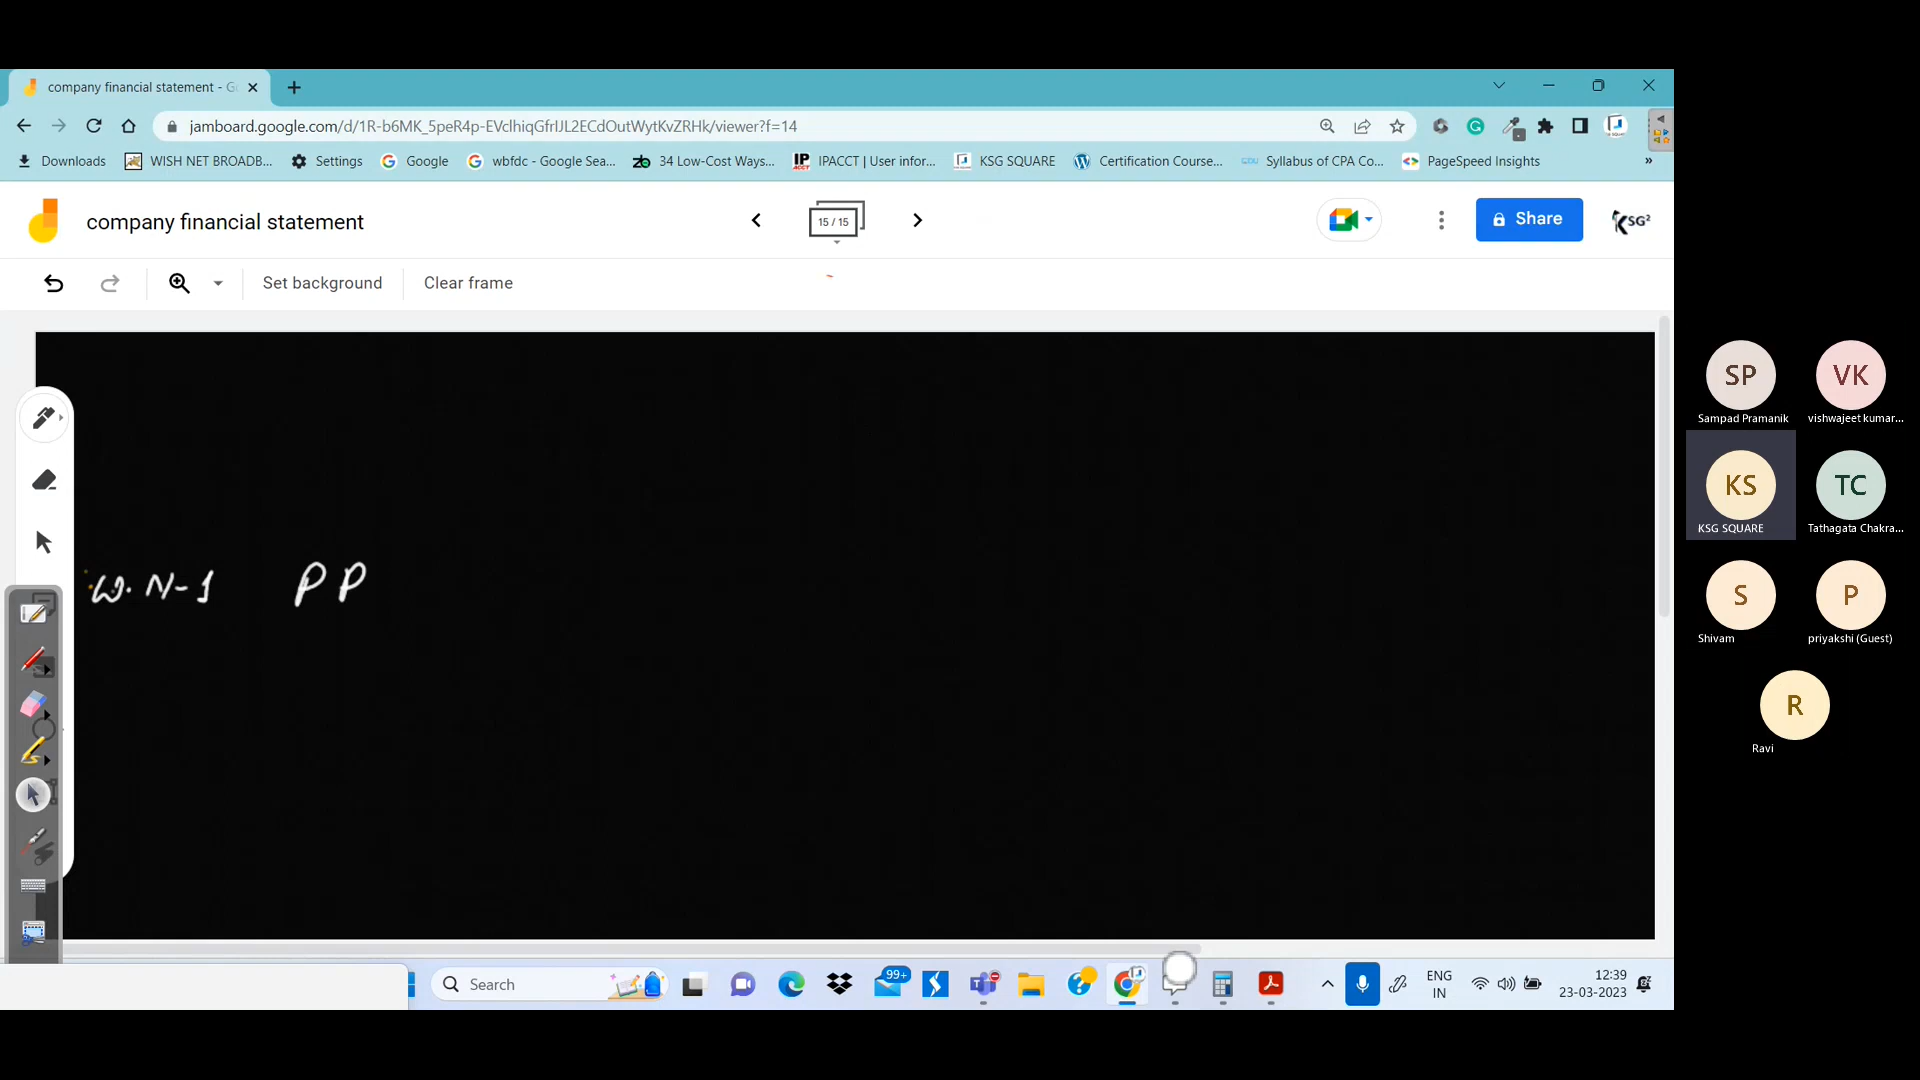 company financial statement - G
jamboard.google.com/d/1R-b6MK_5peR4p-EVclhiqGfrIJL2ECdOutWytKvZRHk/viewer?f=14
Downloads WISH NET BROADB... Settings Google wbfdc - Google Sea... 34 Low-Cost Ways... IPACCT | User infor... KSG SQUARE Certification Course... Syllabus of CPA Co... PageSpeed Insights »
company financial statement 15 / 15 Share KSG²
Set background Clear frame
W.N-1 PP
SP VK
Sampad Pramanik vishwajeet kumar...
KS TC
KSG SQUARE Tathagata Chakra...
S P
Shivam priyakshi (Guest)
R
Ravi
Search 99+ ENG IN 12:39
23-03-2023